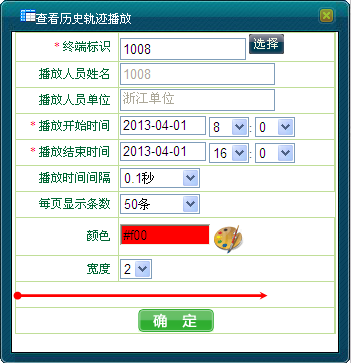 查看历史轨迹播放
* 终端标识 1008 选择
播放人员姓名 1008
播放人员单位 浙江单位
* 播放开始时间 2013-04-01 8 : 0
* 播放结束时间 2013-04-01 16 : 0
播放时间间隔 0.1秒
每页显示条数 50条
颜色 #f00
宽度 2
确 定